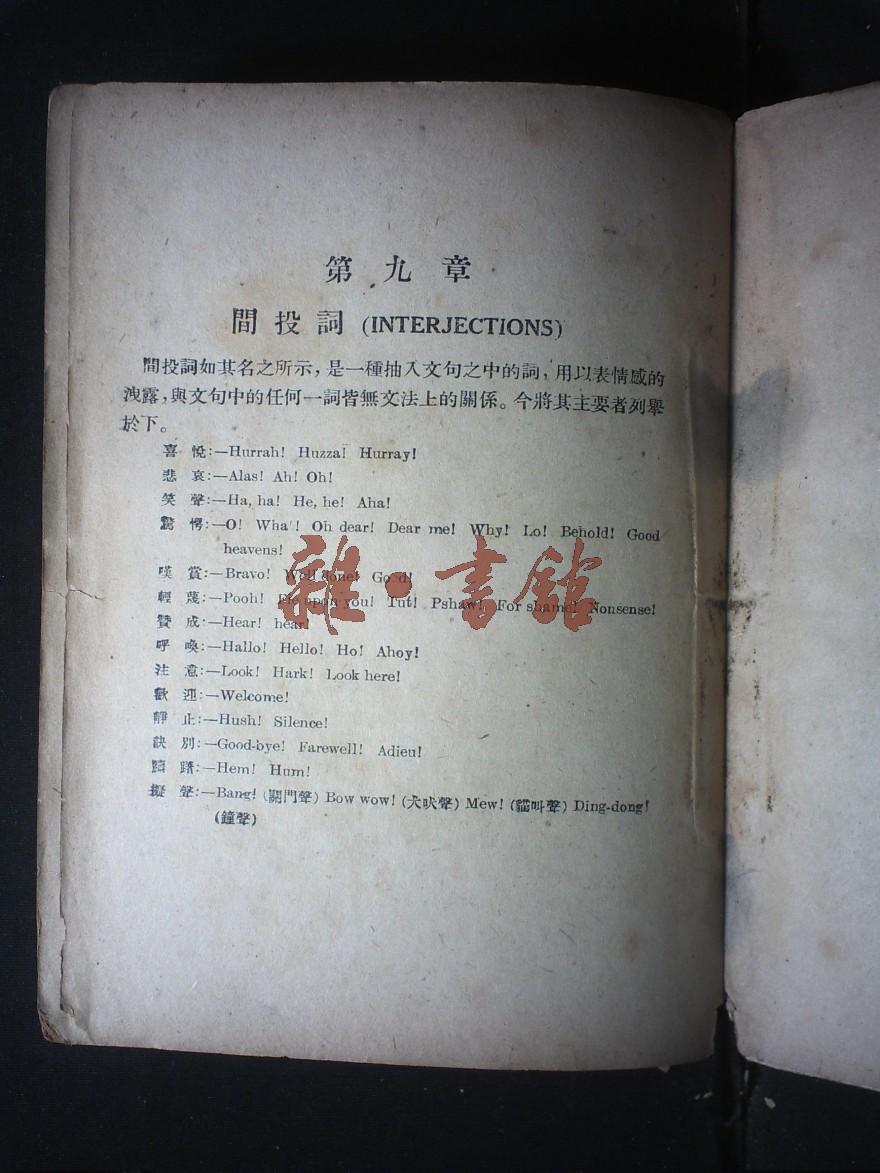 第九章
間投詞 (INTERJECTIONS)
間投詞如其名之所示，是一種抽入文句之中的詞，用以表情感的
洩露，與文句中的任何一詞皆無文法上的關係。今將其主要者列舉
於下。
喜悅：—Hurrah! Huzza! Hurray!
悲哀：—Alas! Ah! Oh!
笑聲：—Ha, ha! He, he! Aha!
驚愕：—O! Wha'! Oh dear! Dear me! Why! Lo! Behold! Good
heavens!
嘆賞：—Bravo! Well done! Good!
輕蔑：—Pooh! Fie upon you! Tut! Pshaw! For shame! Nonsense!
贊成：—Hear! hear!
呼喚：—Hallo! Hello! Ho! Ahoy!
注意：—Look! Hark! Look here!
歡迎：—Welcome!
靜止：—Hush! Silence!
訣別：—Good-bye! Farewell! Adieu!
躊躇：—Hem! Hum!
擬聲：—Bang! (關門聲) Bow wow! (犬吠聲) Mew! (貓叫聲) Ding-dong!
(鐘聲)
雜·書館